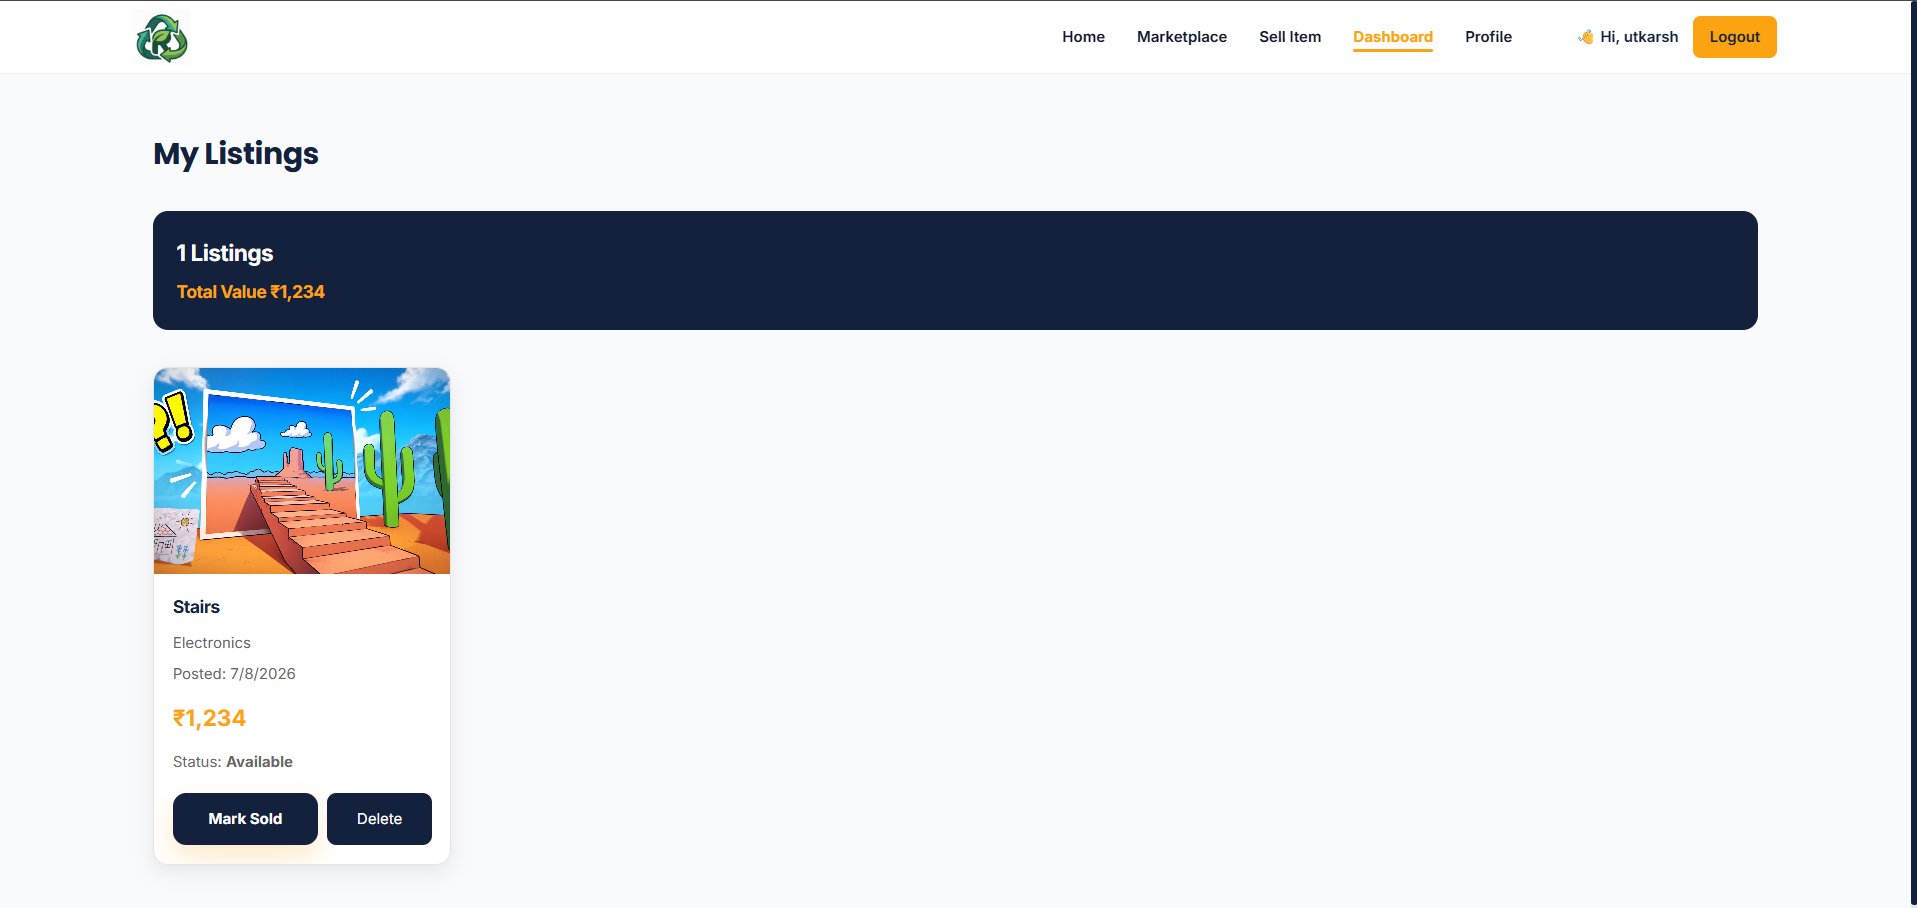 Home Marketplace Sell Item Dashboard Profile 👋 Hi, utkarsh Logout
My Listings
1 Listings
Total Value ₹1,234
?!
Stairs
Electronics
Posted: 7/8/2026
₹1,234
Status: Available
Mark Sold Delete